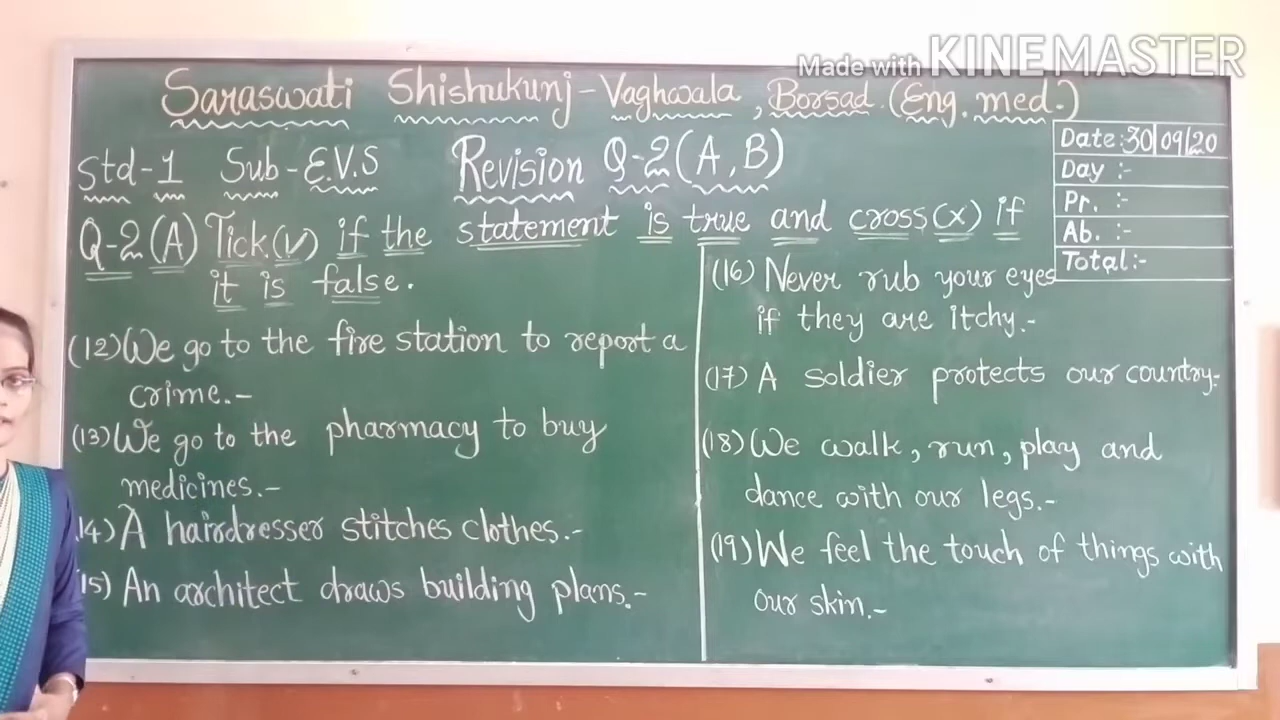 Made with KINEMASTER
Saraswati Shishukunj-Vaghwala, Borsad. (Eng. med.)
Date:30/09/20
Day :-
Pr. :-
Ab. :-
Total:-
Std-1 Sub-E.V.S Revision Q-2(A,B)
Q-2(A) Tick(✓) if the statement is true and cross(x) if
it is false.
(12) We go to the fire station to report a
crime.-
(13) We go to the pharmacy to buy
medicines.-
14) A hairdresser stitches clothes.-
15) An architect draws building plans.-
(16) Never rub your eyes
if they are itchy.-
(17) A soldier protects our country.-
(18) We walk, run, play and
dance with our legs.-
(19) We feel the touch of things with
our skin.-